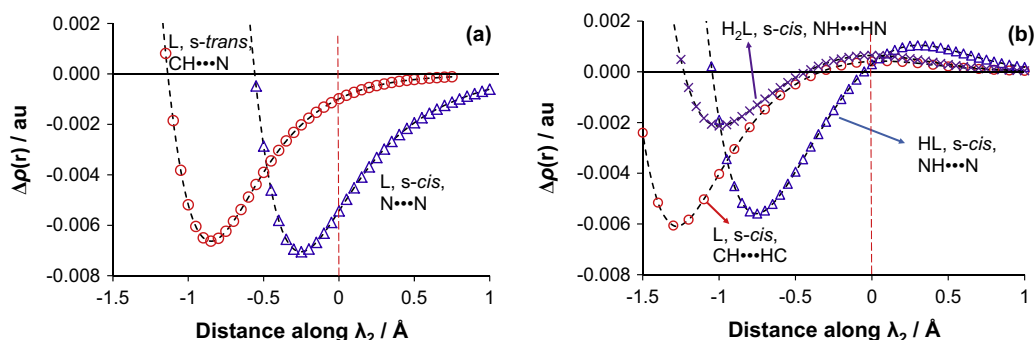 (a)
L, s-trans,
CH•••N
L, s-cis,
N•••N
0.002
0.000
-0.002
-0.004
-0.006
-0.008
-1.5 -1 -0.5 0 0.5 1
Δρ(r) / au
Distance along λ₂ / Å
(b)
H₂L, s-cis, NH•••HN
HL, s-cis,
NH•••N
L, s-cis,
CH•••HC
0.002
0.000
-0.002
-0.004
-0.006
-0.008
-1.5 -1 -0.5 0 0.5 1
Δρ(r) / au
Distance along λ₂ / Å